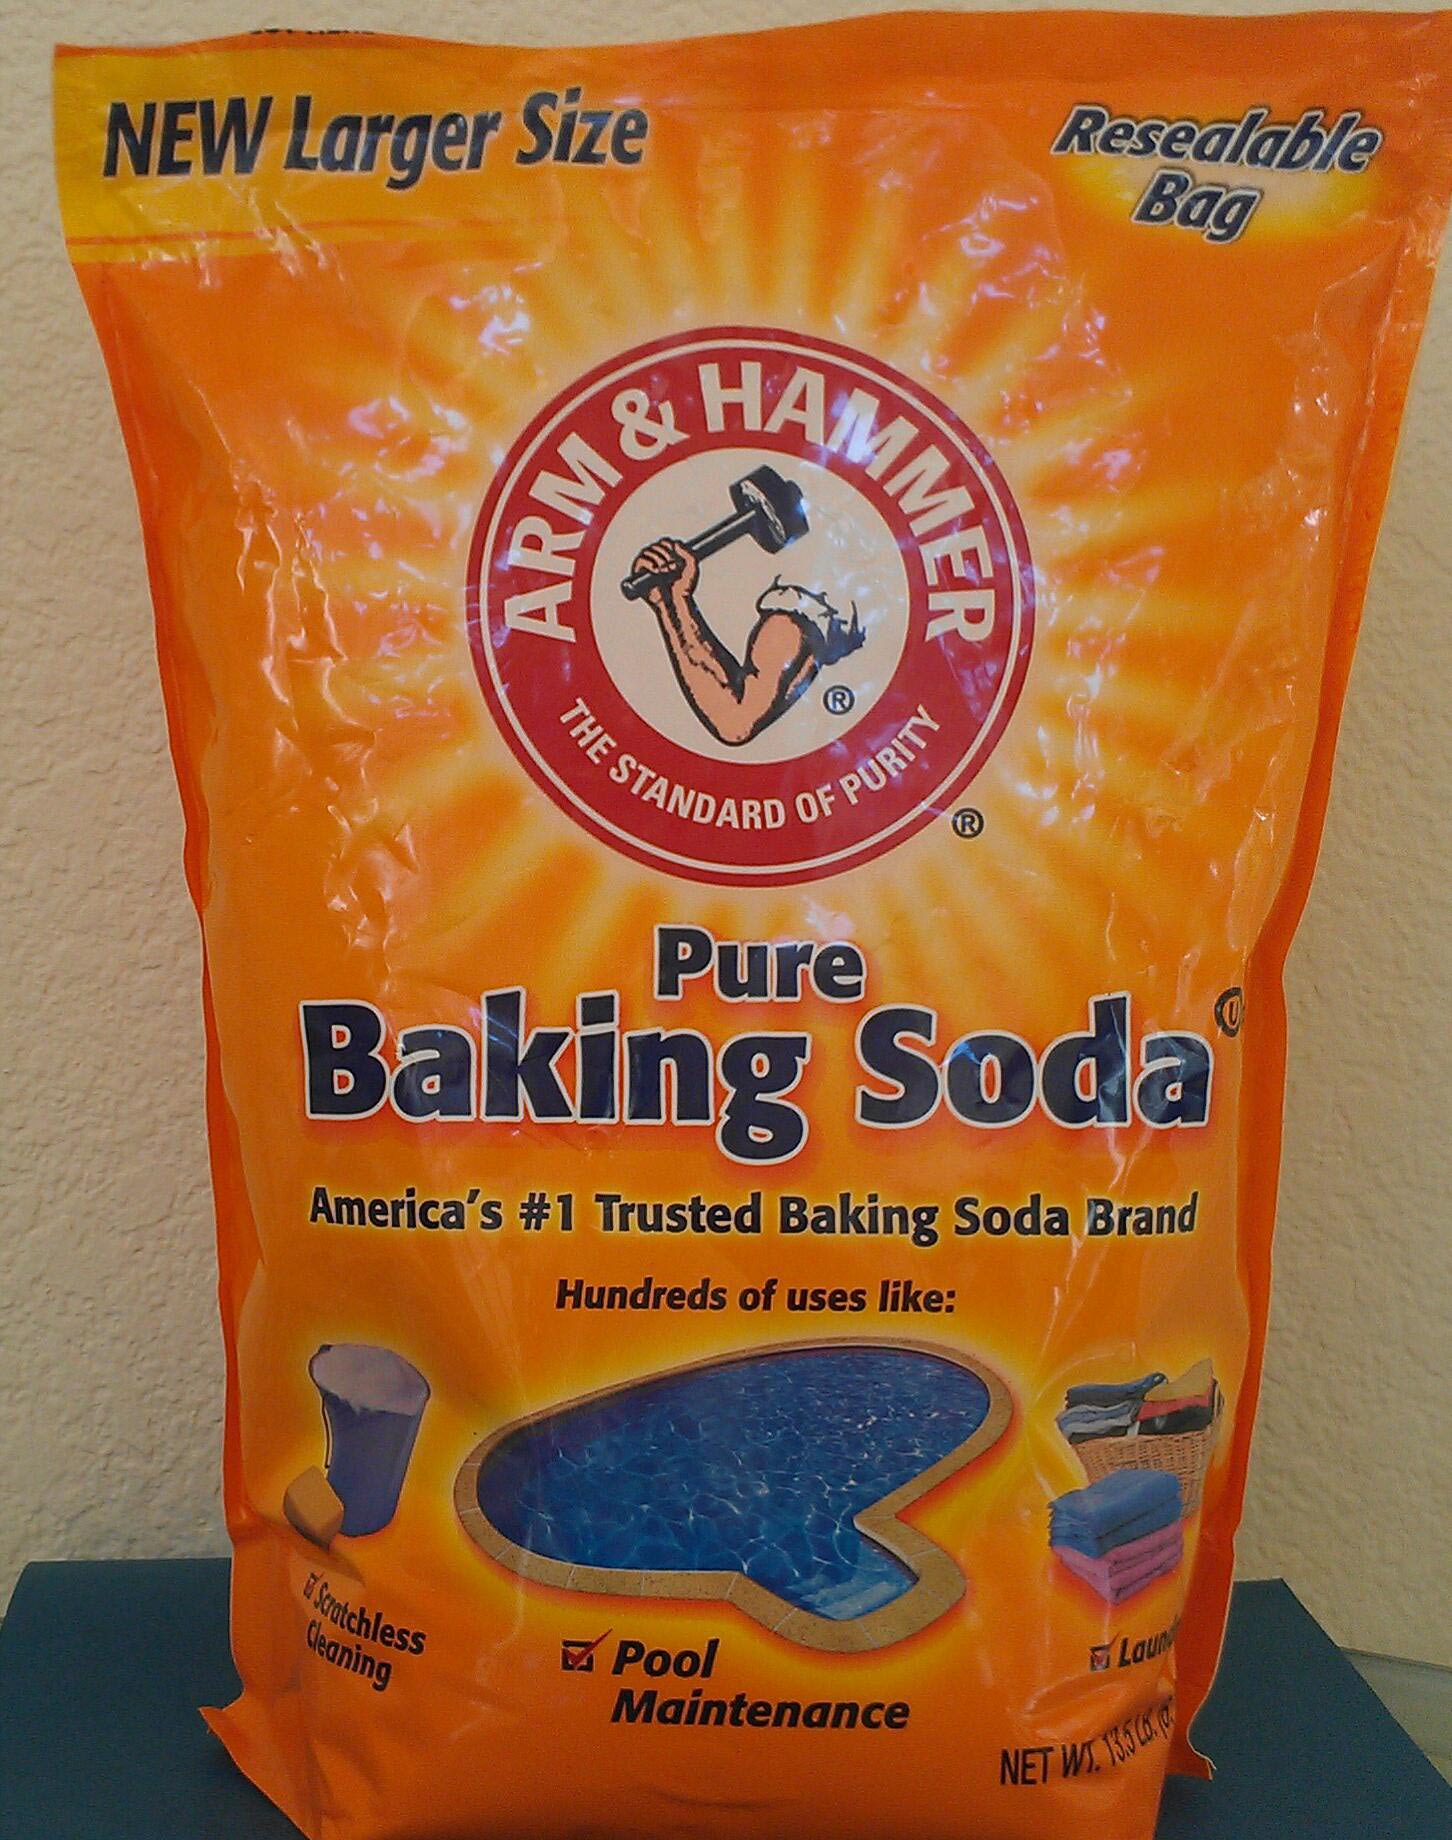 NEW Larger Size
Resealable
Bag
ARM & HAMMER
®
THE STANDARD OF PURITY
®
Pure
Baking Soda
U
America's #1 Trusted Baking Soda Brand
Hundreds of uses like:
Scratchless
Cleaning
Pool
Maintenance
NET WT. 13.5 LB.